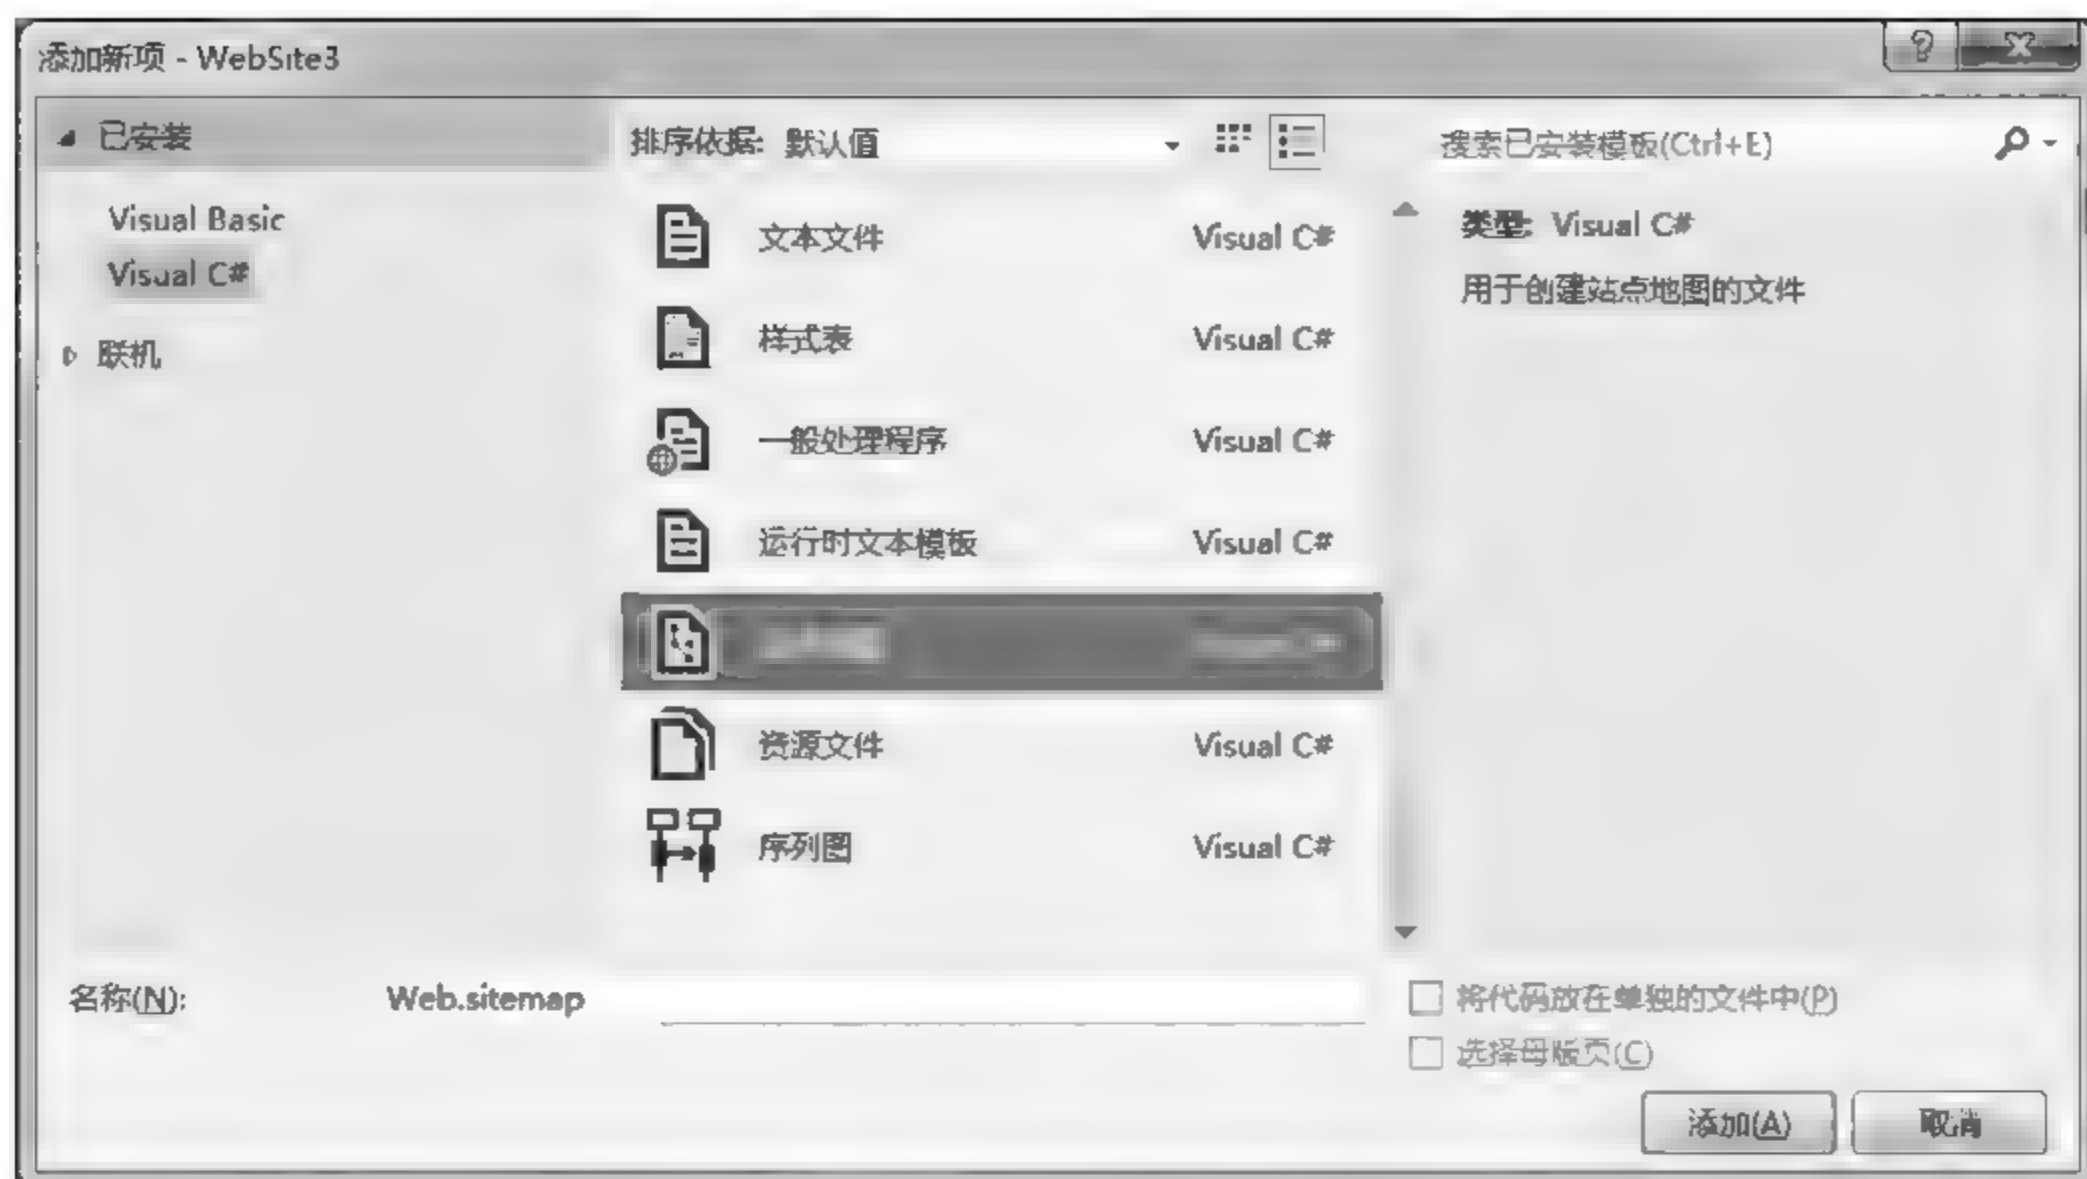 添加新项 - WebSite3
已安装
排序依据: 默认值
搜索已安装模板(Ctrl+E)
Visual Basic
Visual C#
联机
文本文件 Visual C#
样式表 Visual C#
一般处理程序 Visual C#
运行时文本模板 Visual C#
资源文件 Visual C#
序列图 Visual C#
类型: Visual C#
用于创建站点地图的文件
名称(N): Web.sitemap
将代码放在单独的文件中(P)
选择母版页(C)
添加(A) 取消